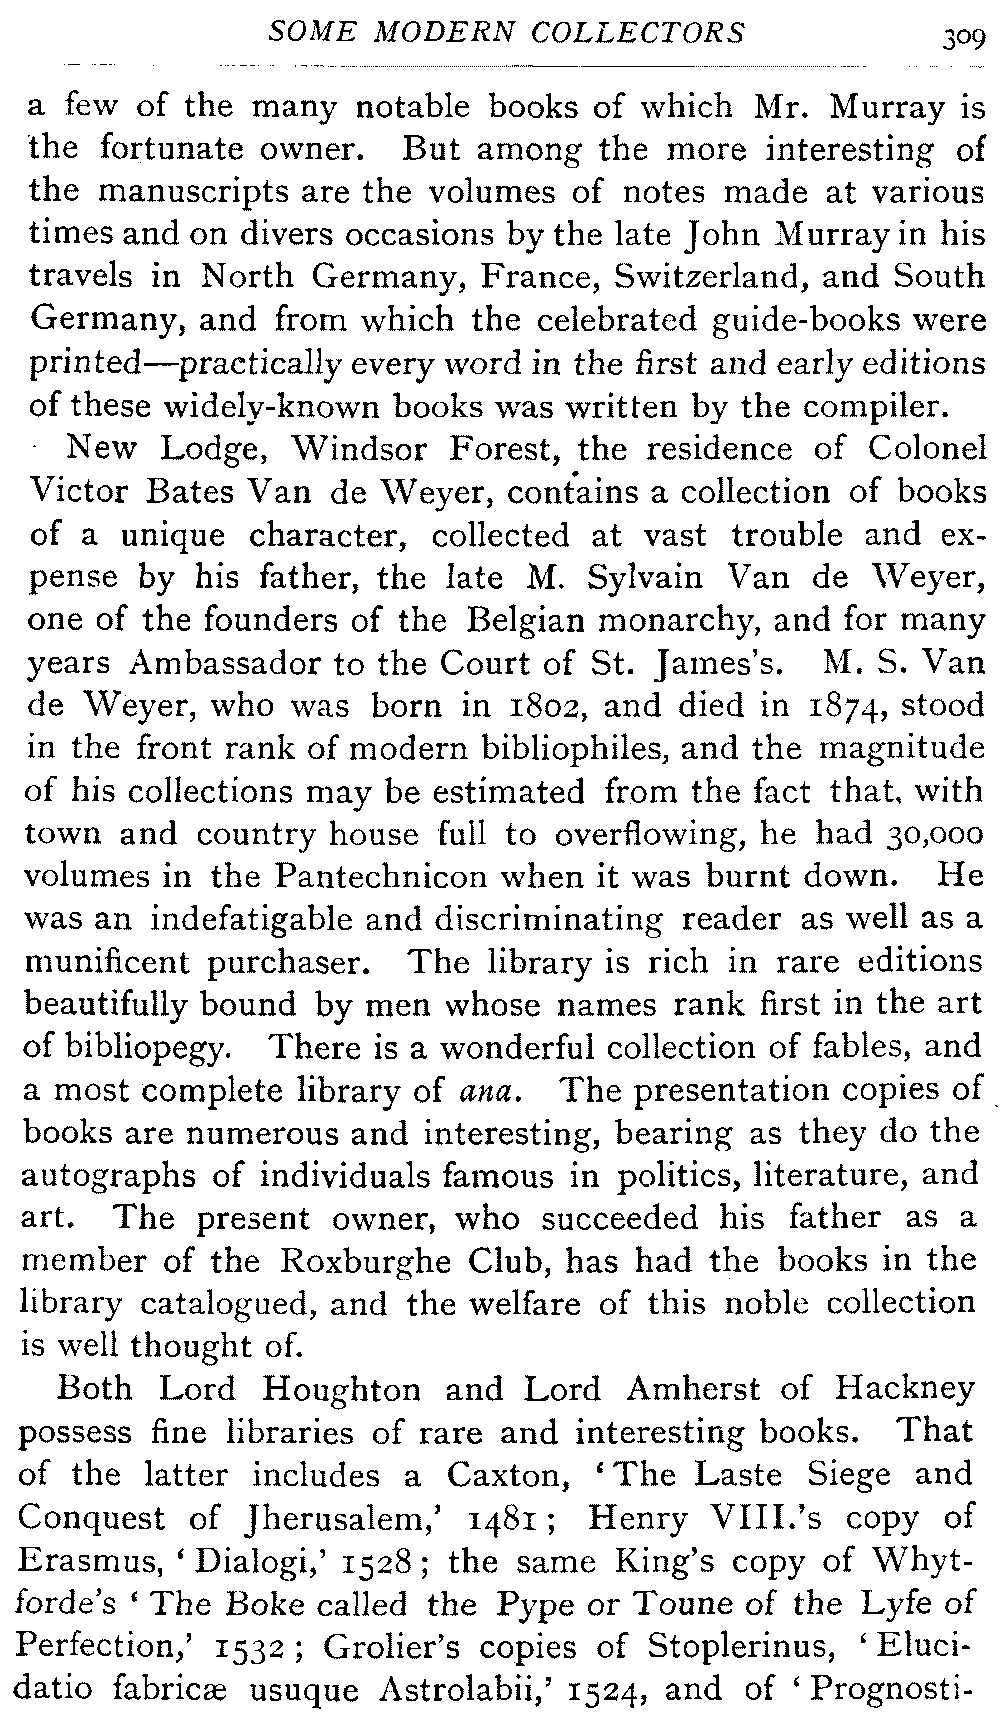 SOME MODERN COLLECTORS 309
a few of the many notable books of which Mr. Murray is
the fortunate owner. But among the more interesting of
the manuscripts are the volumes of notes made at various
times and on divers occasions by the late John Murray in his
travels in North Germany, France, Switzerland, and South
Germany, and from which the celebrated guide-books were
printed—practically every word in the first and early editions
of these widely-known books was written by the compiler.
New Lodge, Windsor Forest, the residence of Colonel
Victor Bates Van de Weyer, contains a collection of books
of a unique character, collected at vast trouble and ex-
pense by his father, the late M. Sylvain Van de Weyer,
one of the founders of the Belgian monarchy, and for many
years Ambassador to the Court of St. James's. M. S. Van
de Weyer, who was born in 1802, and died in 1874, stood
in the front rank of modern bibliophiles, and the magnitude
of his collections may be estimated from the fact that, with
town and country house full to overflowing, he had 30,000
volumes in the Pantechnicon when it was burnt down. He
was an indefatigable and discriminating reader as well as a
munificent purchaser. The library is rich in rare editions
beautifully bound by men whose names rank first in the art
of bibliopegy. There is a wonderful collection of fables, and
a most complete library of ana. The presentation copies of
books are numerous and interesting, bearing as they do the
autographs of individuals famous in politics, literature, and
art. The present owner, who succeeded his father as a
member of the Roxburghe Club, has had the books in the
library catalogued, and the welfare of this noble collection
is well thought of.
Both Lord Houghton and Lord Amherst of Hackney
possess fine libraries of rare and interesting books. That
of the latter includes a Caxton, 'The Laste Siege and
Conquest of Jherusalem,' 1481; Henry VIII.'s copy of
Erasmus, 'Dialogi,' 1528; the same King's copy of Whyt-
forde's 'The Boke called the Pype or Toune of the Lyfe of
Perfection,' 1532; Grolier's copies of Stoplerinus, 'Eluci-
datio fabricæ usuque Astrolabii,' 1524, and of 'Prognosti-